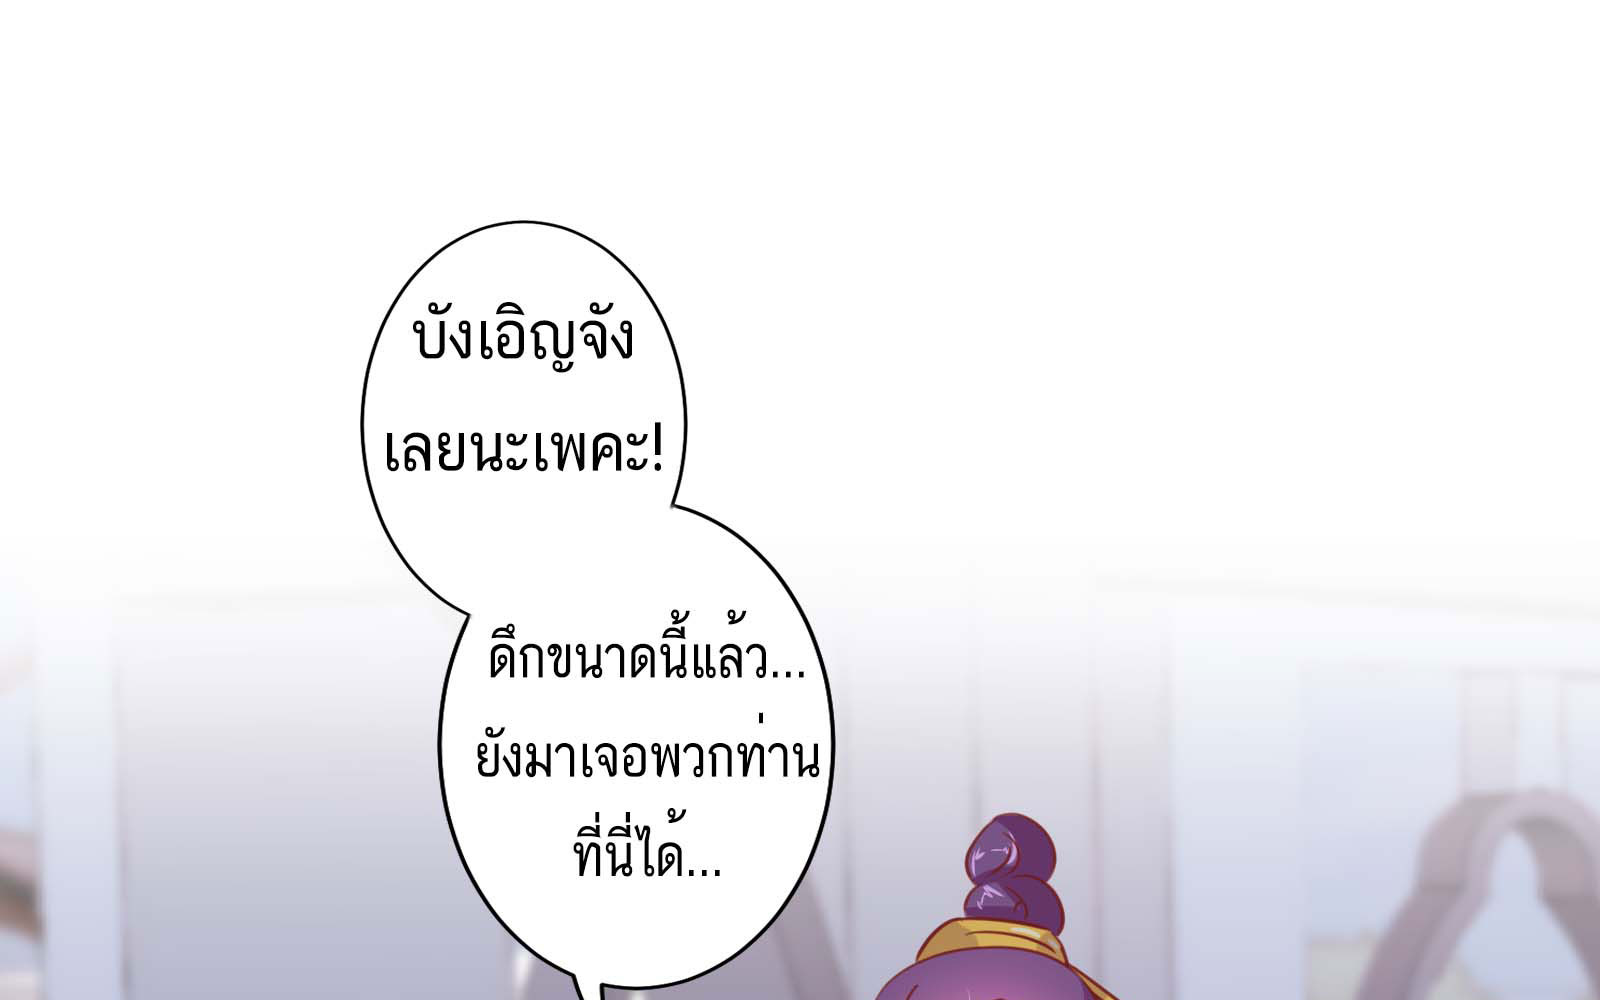 บังเอิญจัง
เลยนะเพคะ!
ดึกขนาดนี้แล้ว...
ยังมาเจอพวกท่าน
ที่นี่ได้...